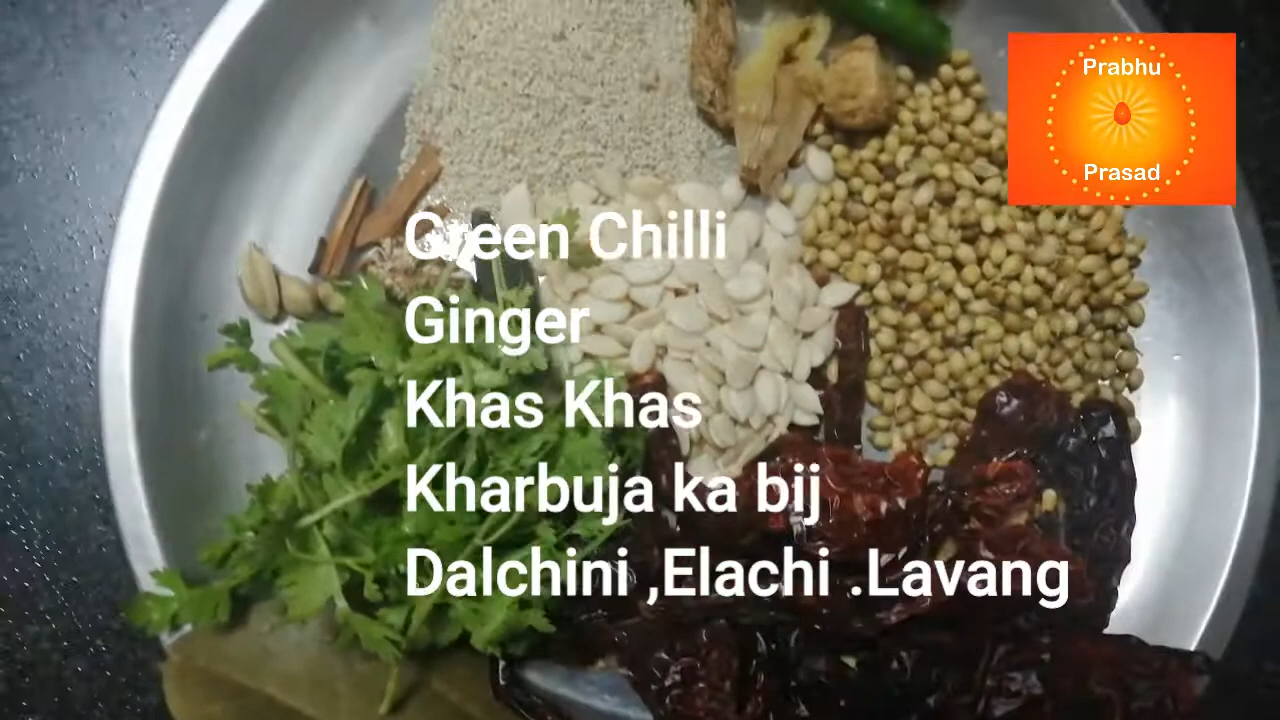 Prabhu
Prasad
Green Chilli
Ginger
Khas Khas
Kharbuja ka bij
Dalchini ,Elachi .Lavang